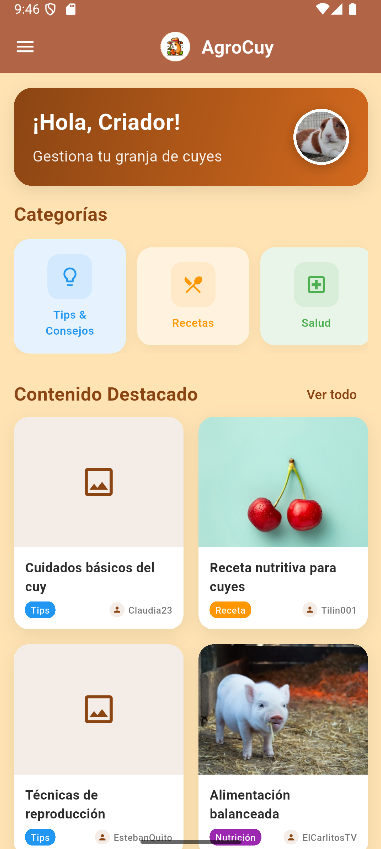 9:46
AgroCuy
¡Hola, Criador!
Gestiona tu granja de cuyes
Categorías
Tips &
Consejos
Recetas
Salud
Contenido Destacado
Ver todo
Cuidados básicos del
cuy
Tips
Claudia23
Receta nutritiva para
cuyes
Receta
Tilin001
Técnicas de
reproducción
Tips
EstebanQuito
Alimentación
balanceada
Nutrición
ElCarlitosTV